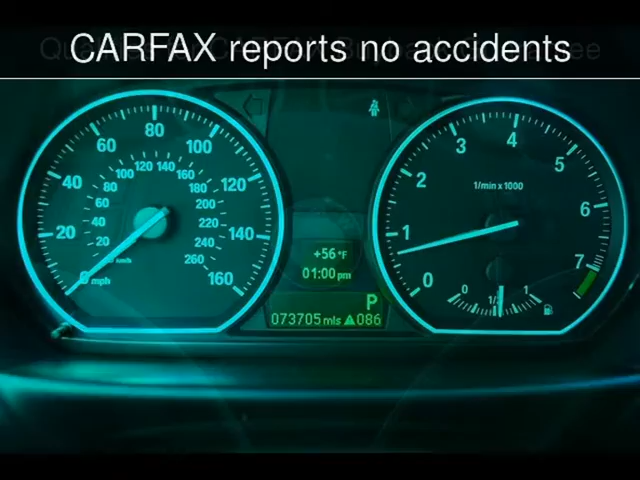 CARFAX reports no accidents
20 40 60 80 100 120 140 160
20 40 60 80 100 120 140 160 180 200 220 240 260
km/h
0 mph
+56 °F
01:00 pm
P
073705 mls 086
0 1 2 3 4 5 6 7
1/min x 1000
0 1/2 1